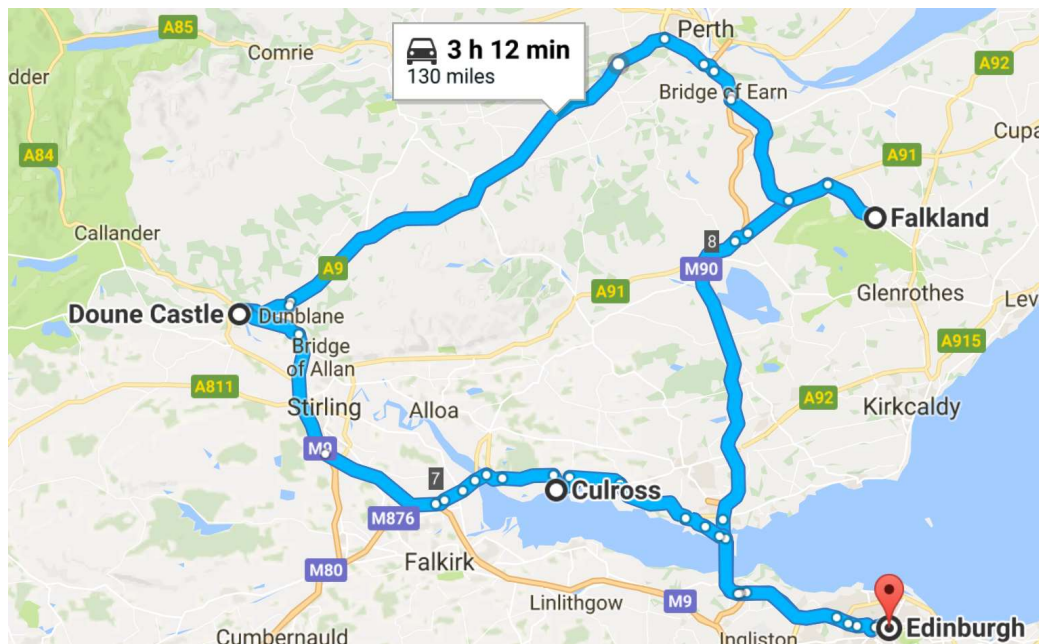 A85
Comrie
Perth
3 h 12 min
130 miles
A92
dder
Bridge of Earn
Cupa
A84
A91
Callander
Falkland
8
M90
A9
A91
Glenrothes
Lev
Doune Castle
Dunblane
Bridge
of Allan
A915
A811
Stirling
Alloa
A92
Kirkcaldy
M9
7
Culross
M876
Falkirk
M80
Linlithgow
M9
Edinburgh
Cumbernauld
Ingliston